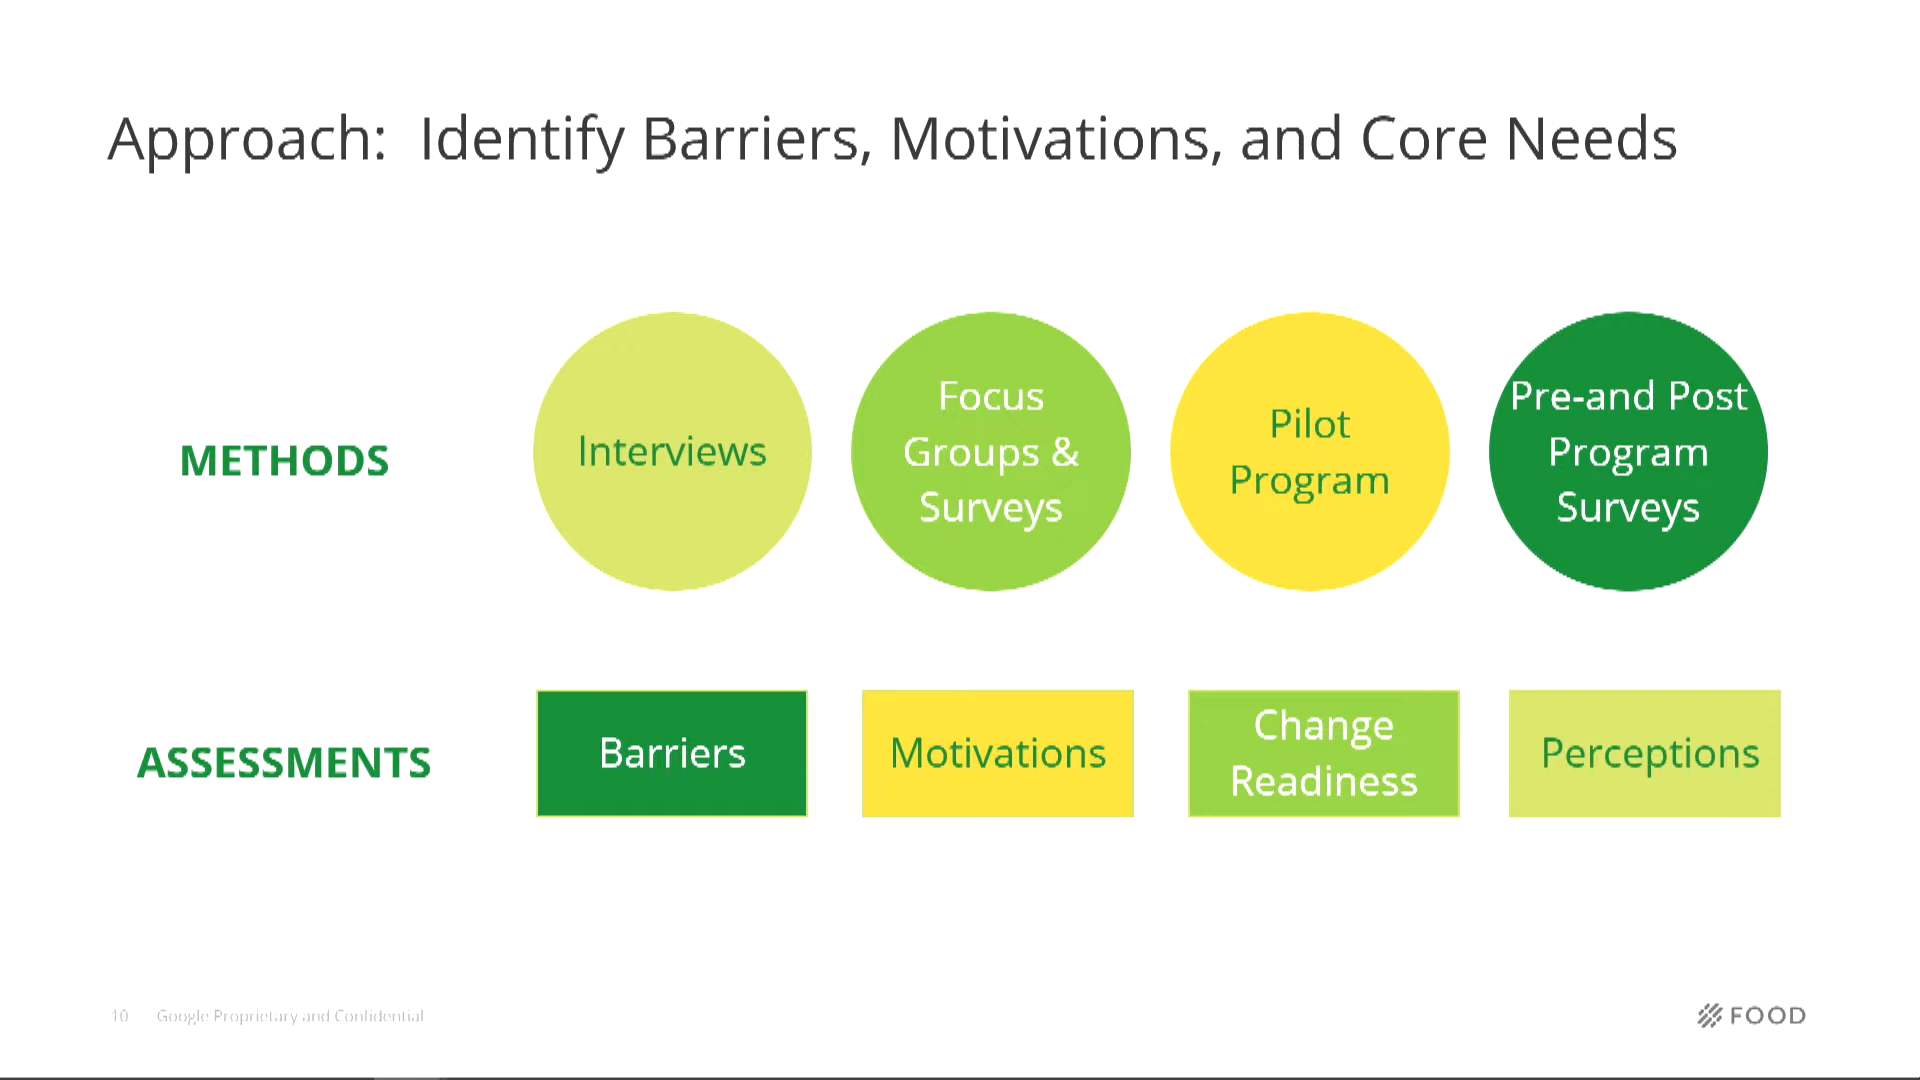 Approach:  Identify Barriers, Motivations, and Core Needs
METHODS
Interviews
Focus
Groups &
Surveys
Pilot
Program
Pre-and Post
Program
Surveys
ASSESSMENTS
Barriers
Motivations
Change
Readiness
Perceptions
10 Google Proprietary and Confidential
FOOD